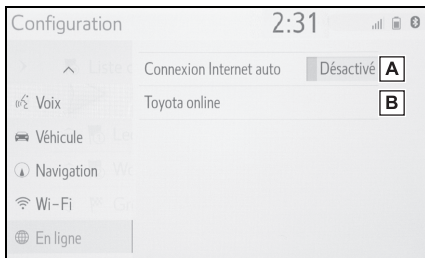 Configuration 2:31
Connexion Internet auto Désactivé A
Toyota online B
Voix
Véhicule
Navigation
Wi-Fi
En ligne